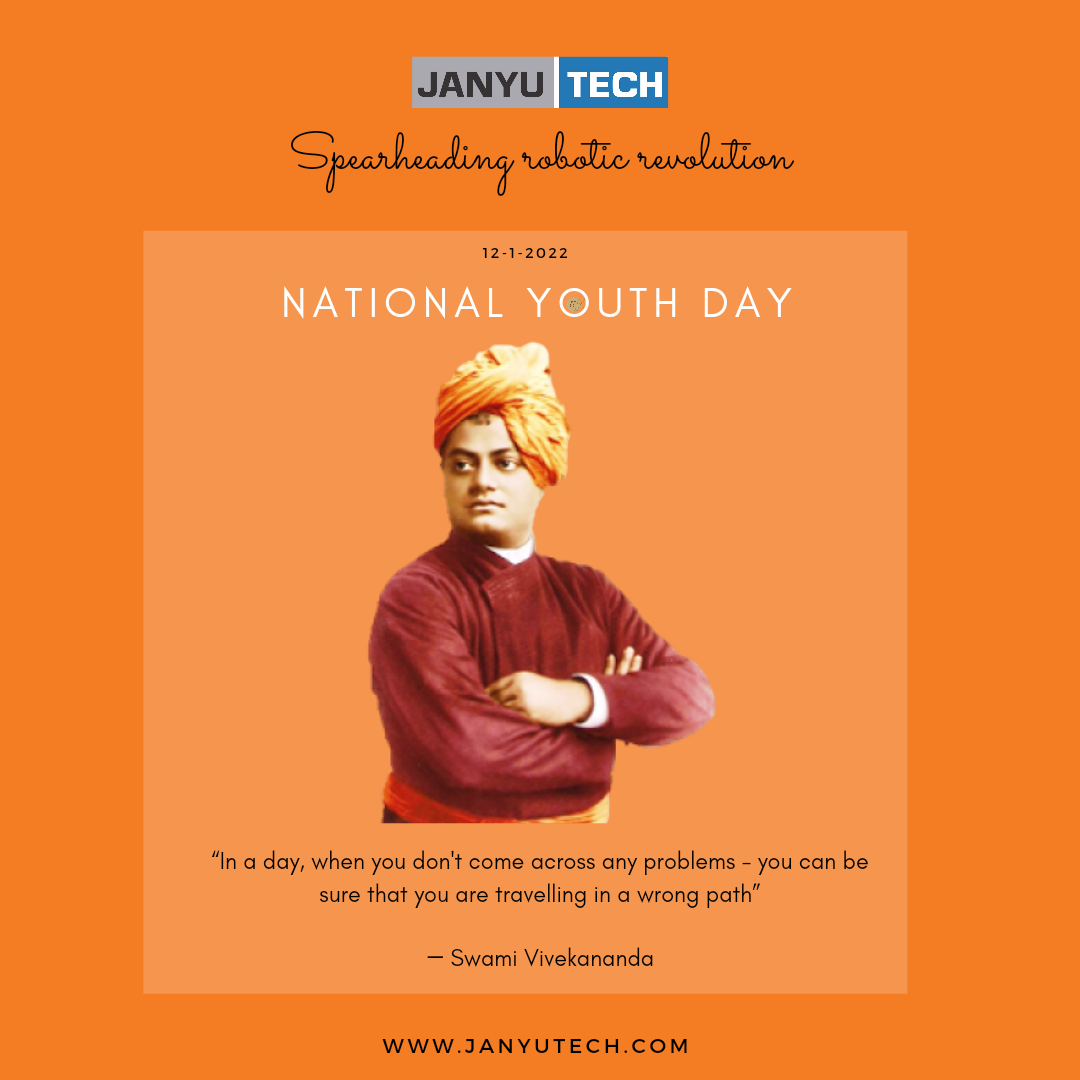 JANYU TECH
Spearheading robotic revolution
12-1-2022
NATIONAL YOUTH DAY
“In a day, when you don't come across any problems - you can be
sure that you are travelling in a wrong path”
— Swami Vivekananda
WWW.JANYUTECH.COM